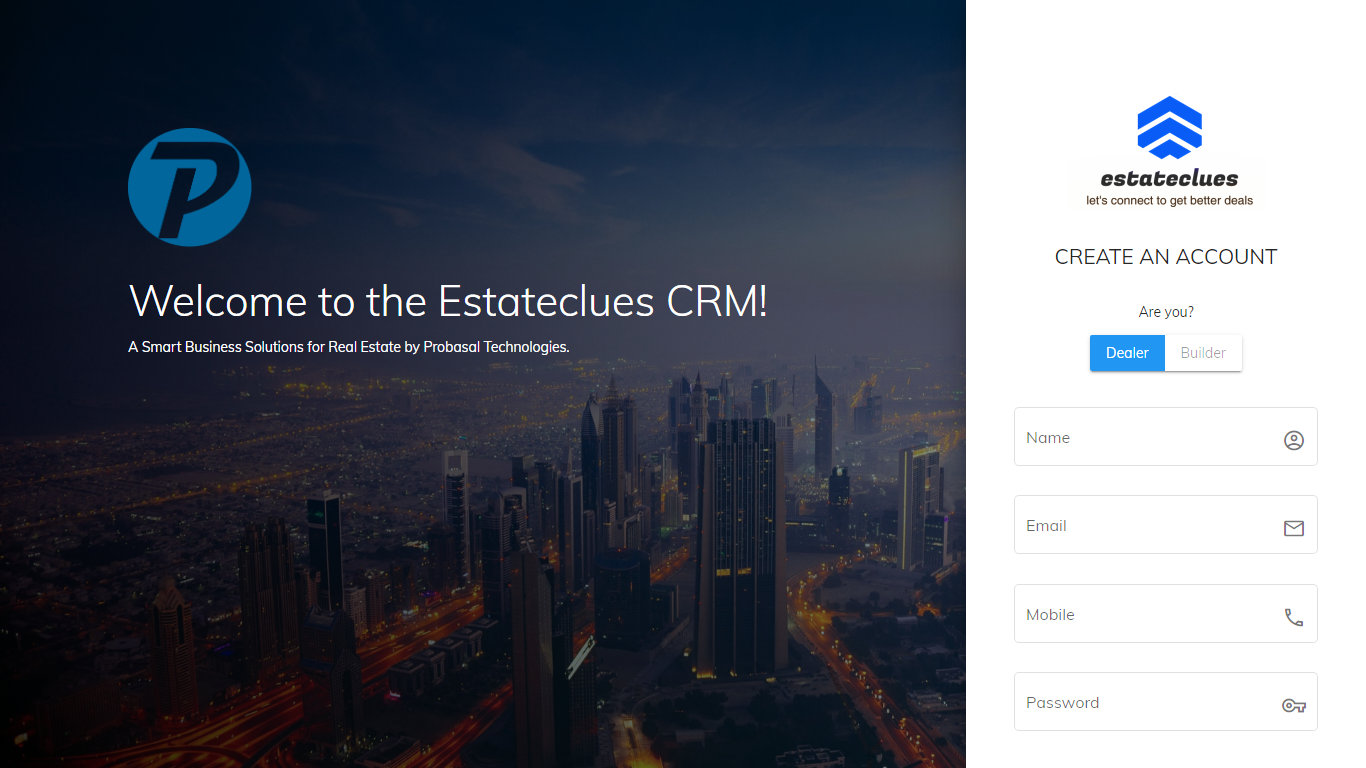 Welcome to the Estateclues CRM!
A Smart Business Solutions for Real Estate by Probasal Technologies.
estateclues
let's connect to get better deals
CREATE AN ACCOUNT
Are you?
Dealer Builder
Name
Email
Mobile
Password